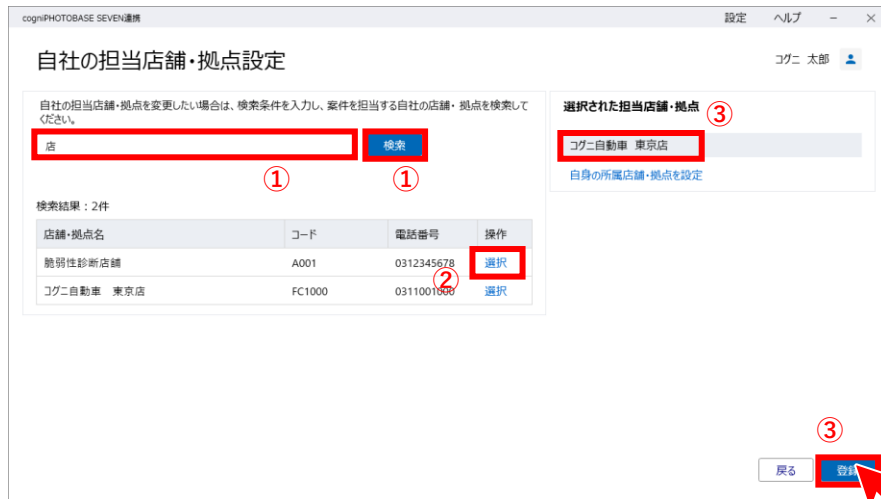 cogniPHOTOBASE SEVEN連携
設定 ヘルプ － ×
自社の担当店舗・拠点設定
コグニ 太郎
自社の担当店舗・拠点を変更したい場合は、検索条件を入力し、案件を担当する自社の店舗・ 拠点を検索して
ください。
店
検索
①
①
検索結果：2件
店舗・拠点名 コード 電話番号 操作
脆弱性診断店舗 A001 0312345678 選択
②
コグニ自動車　東京店 FC1000 0311001000 選択
選択された担当店舗・拠点
③
コグニ自動車 東京店
自身の所属店舗・拠点を設定
③
戻る
登録